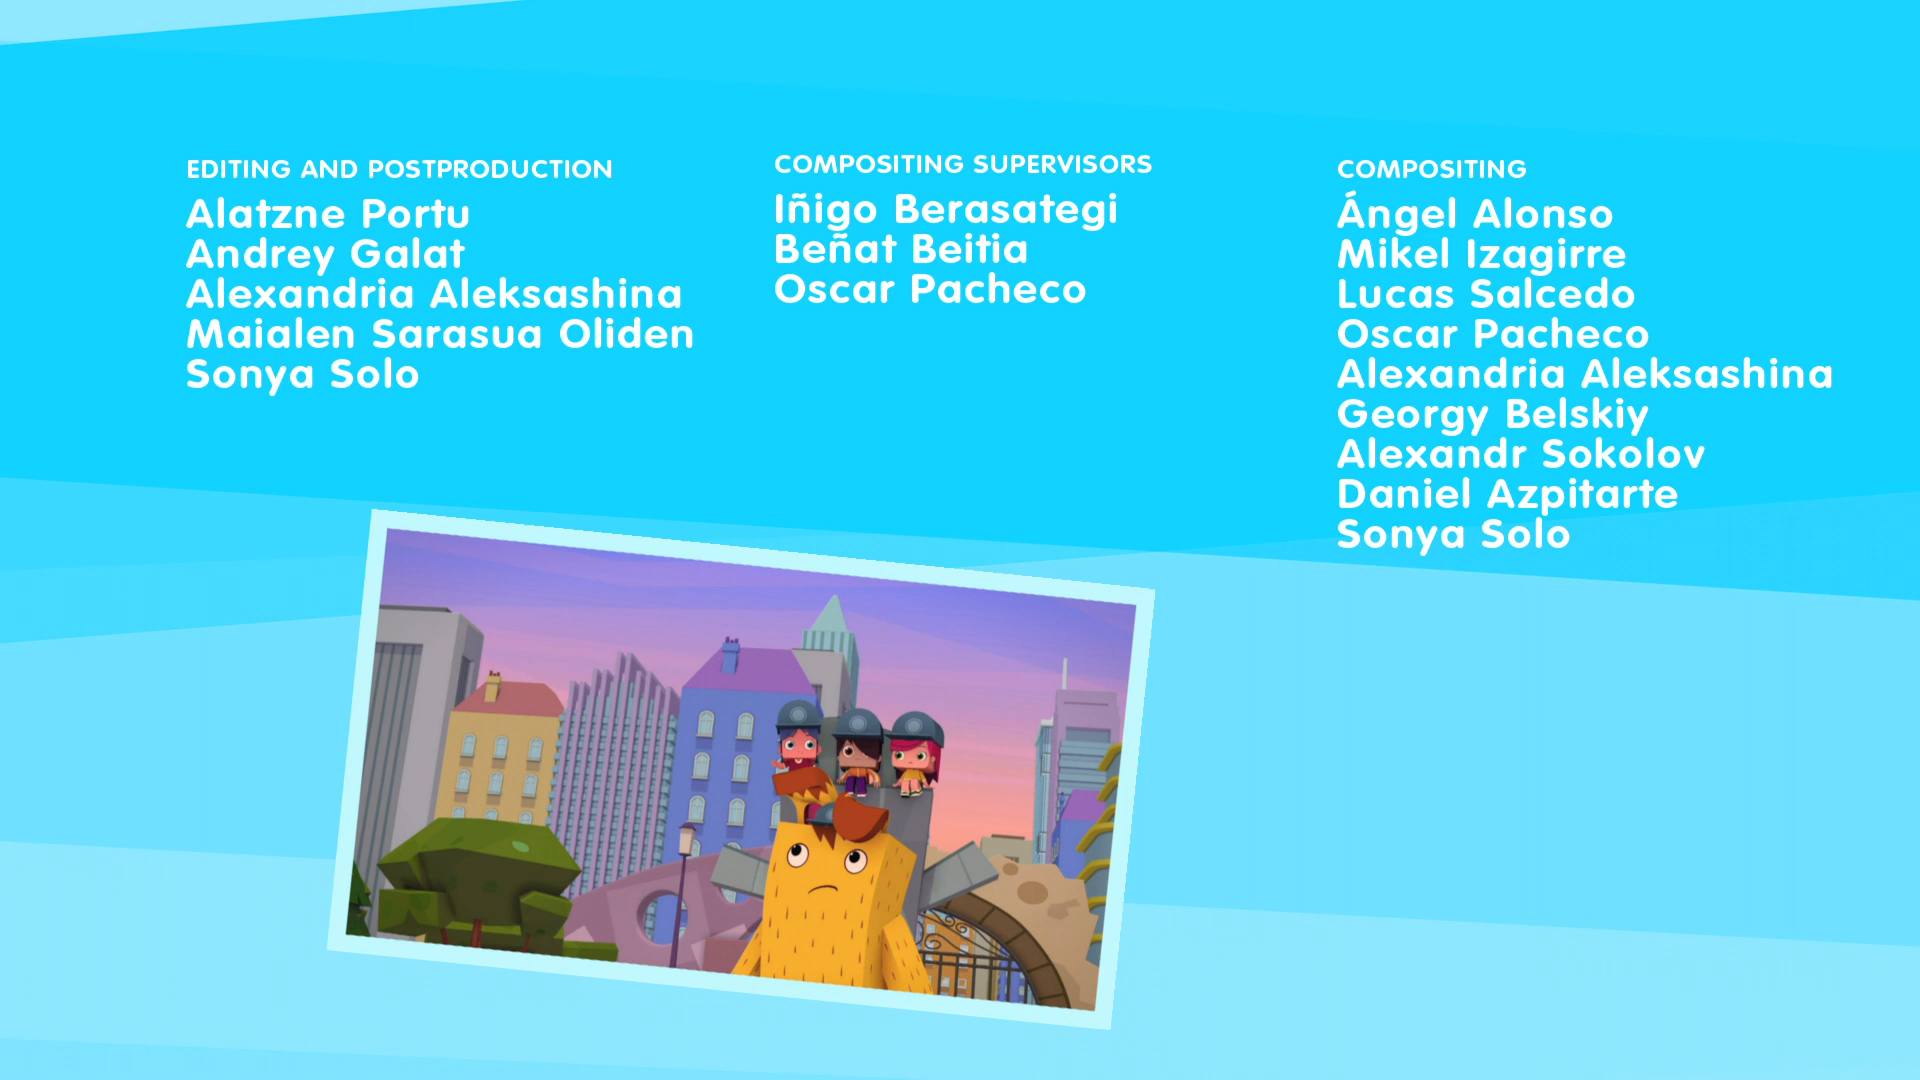 EDITING AND POSTPRODUCTION
Alatzne Portu
Andrey Galat
Alexandria Aleksashina
Maialen Sarasua Oliden
Sonya Solo
COMPOSITING SUPERVISORS
Iñigo Berasategi
Beñat Beitia
Oscar Pacheco
COMPOSITING
Ángel Alonso
Mikel Izagirre
Lucas Salcedo
Oscar Pacheco
Alexandria Aleksashina
Georgy Belskiy
Alexandr Sokolov
Daniel Azpitarte
Sonya Solo